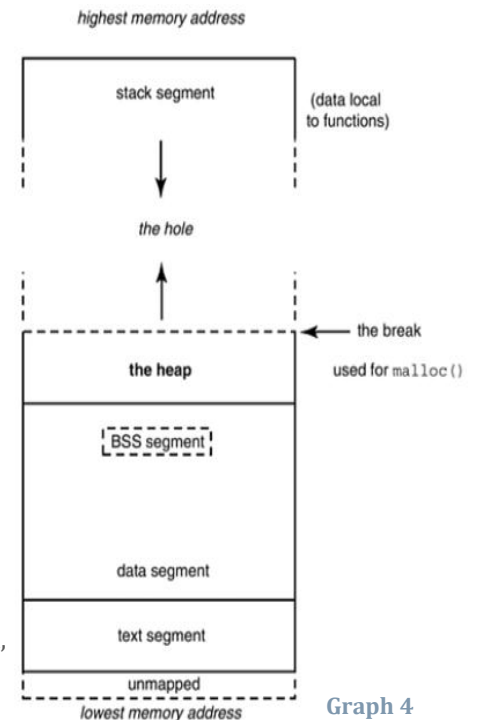 highest memory address
stack segment
(data local
to functions)
the hole
the break
the heap
used for malloc()
BSS segment
data segment
text segment
,
unmapped
lowest memory address
Graph 4